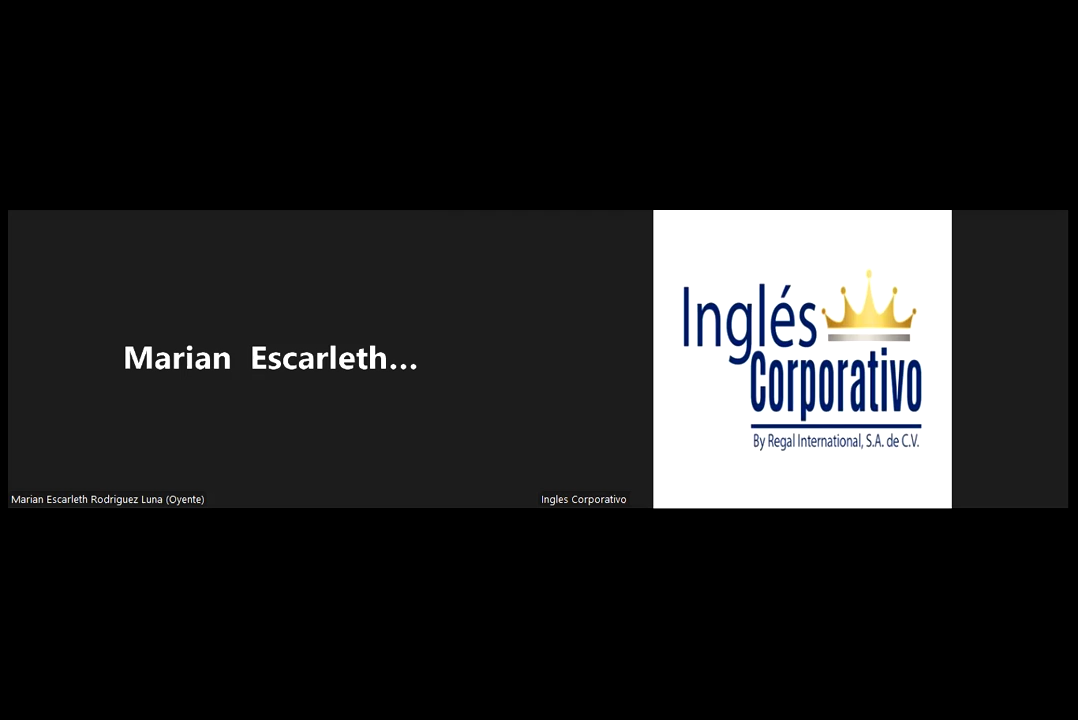 Marian Escarleth...
Marian Escarleth Rodriguez Luna (Oyente)
Inglés
Corporativo
By Regal International, S.A. de C.V.
Ingles Corporativo